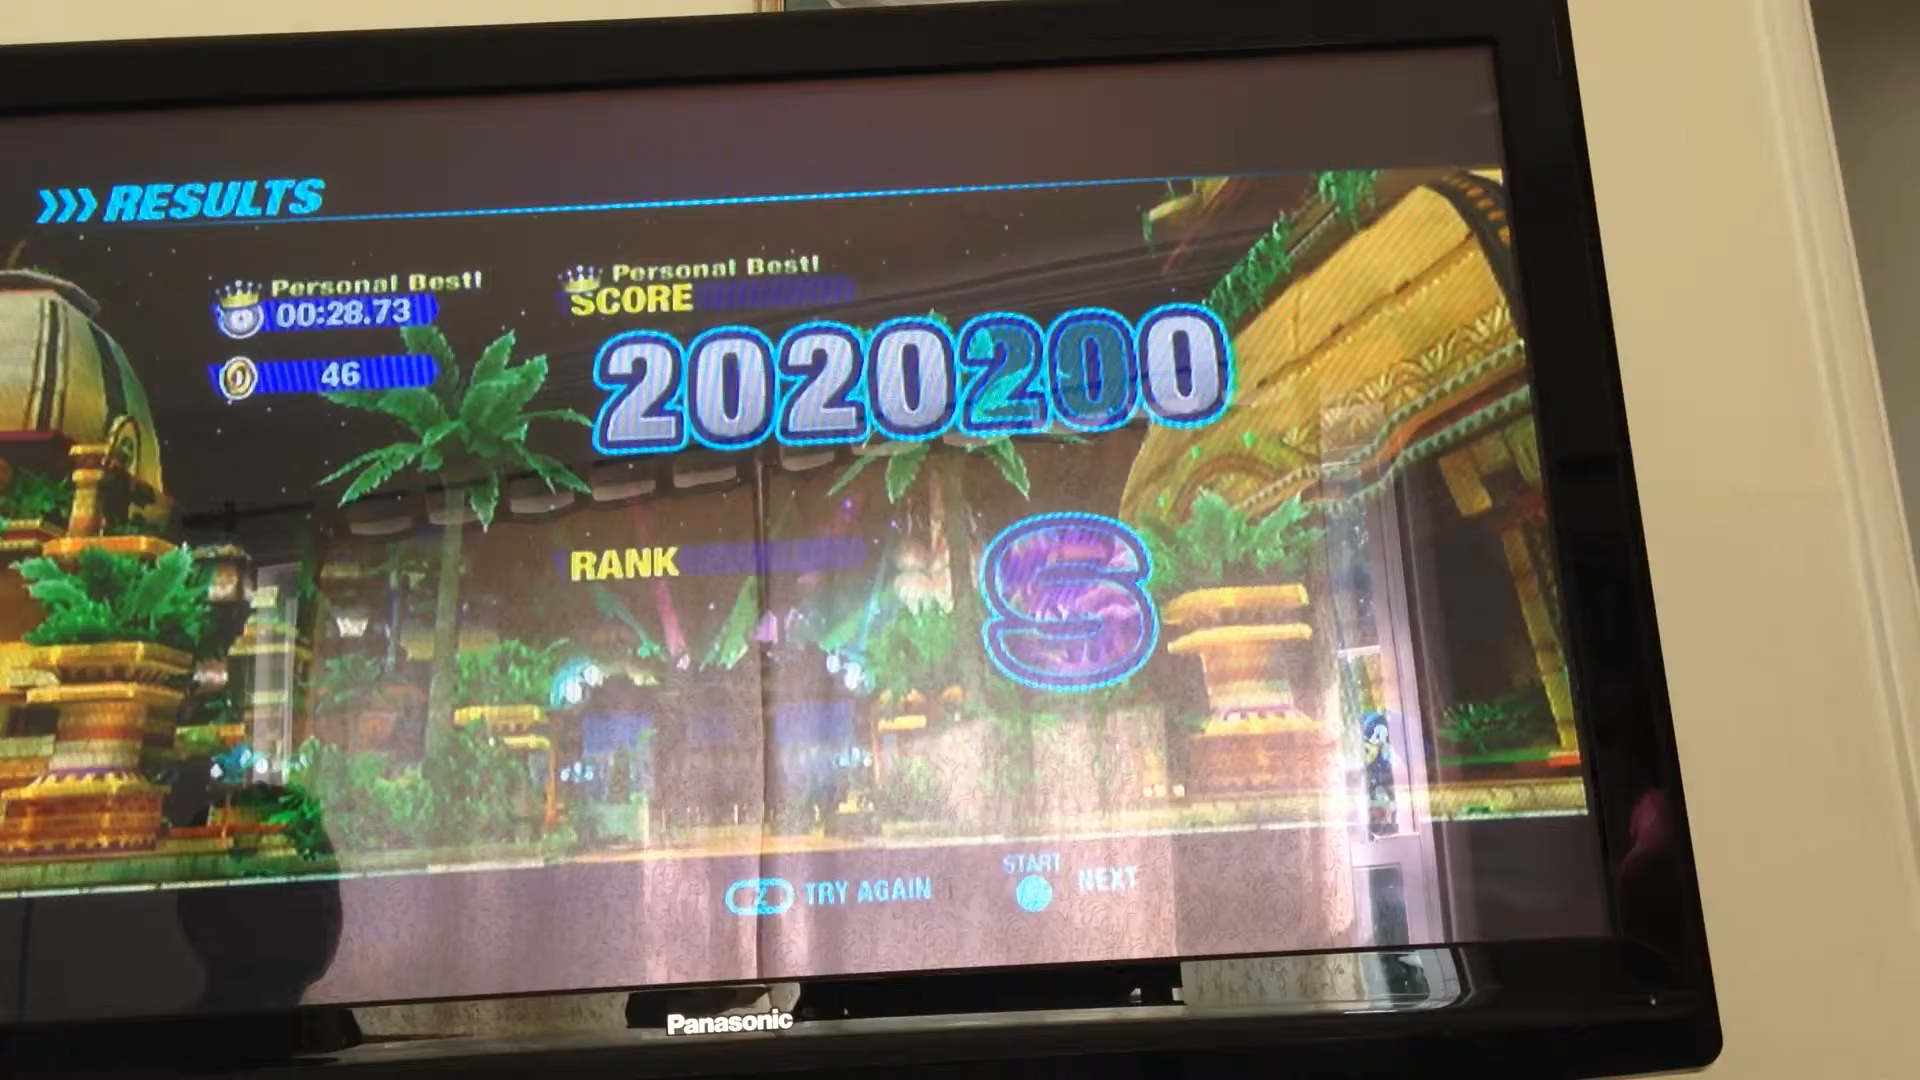 >>> RESULTS
Personal Best!
00:28.73
46
Personal Best!
SCORE
2020200
RANK
S
Z TRY AGAIN
START
NEXT
Panasonic